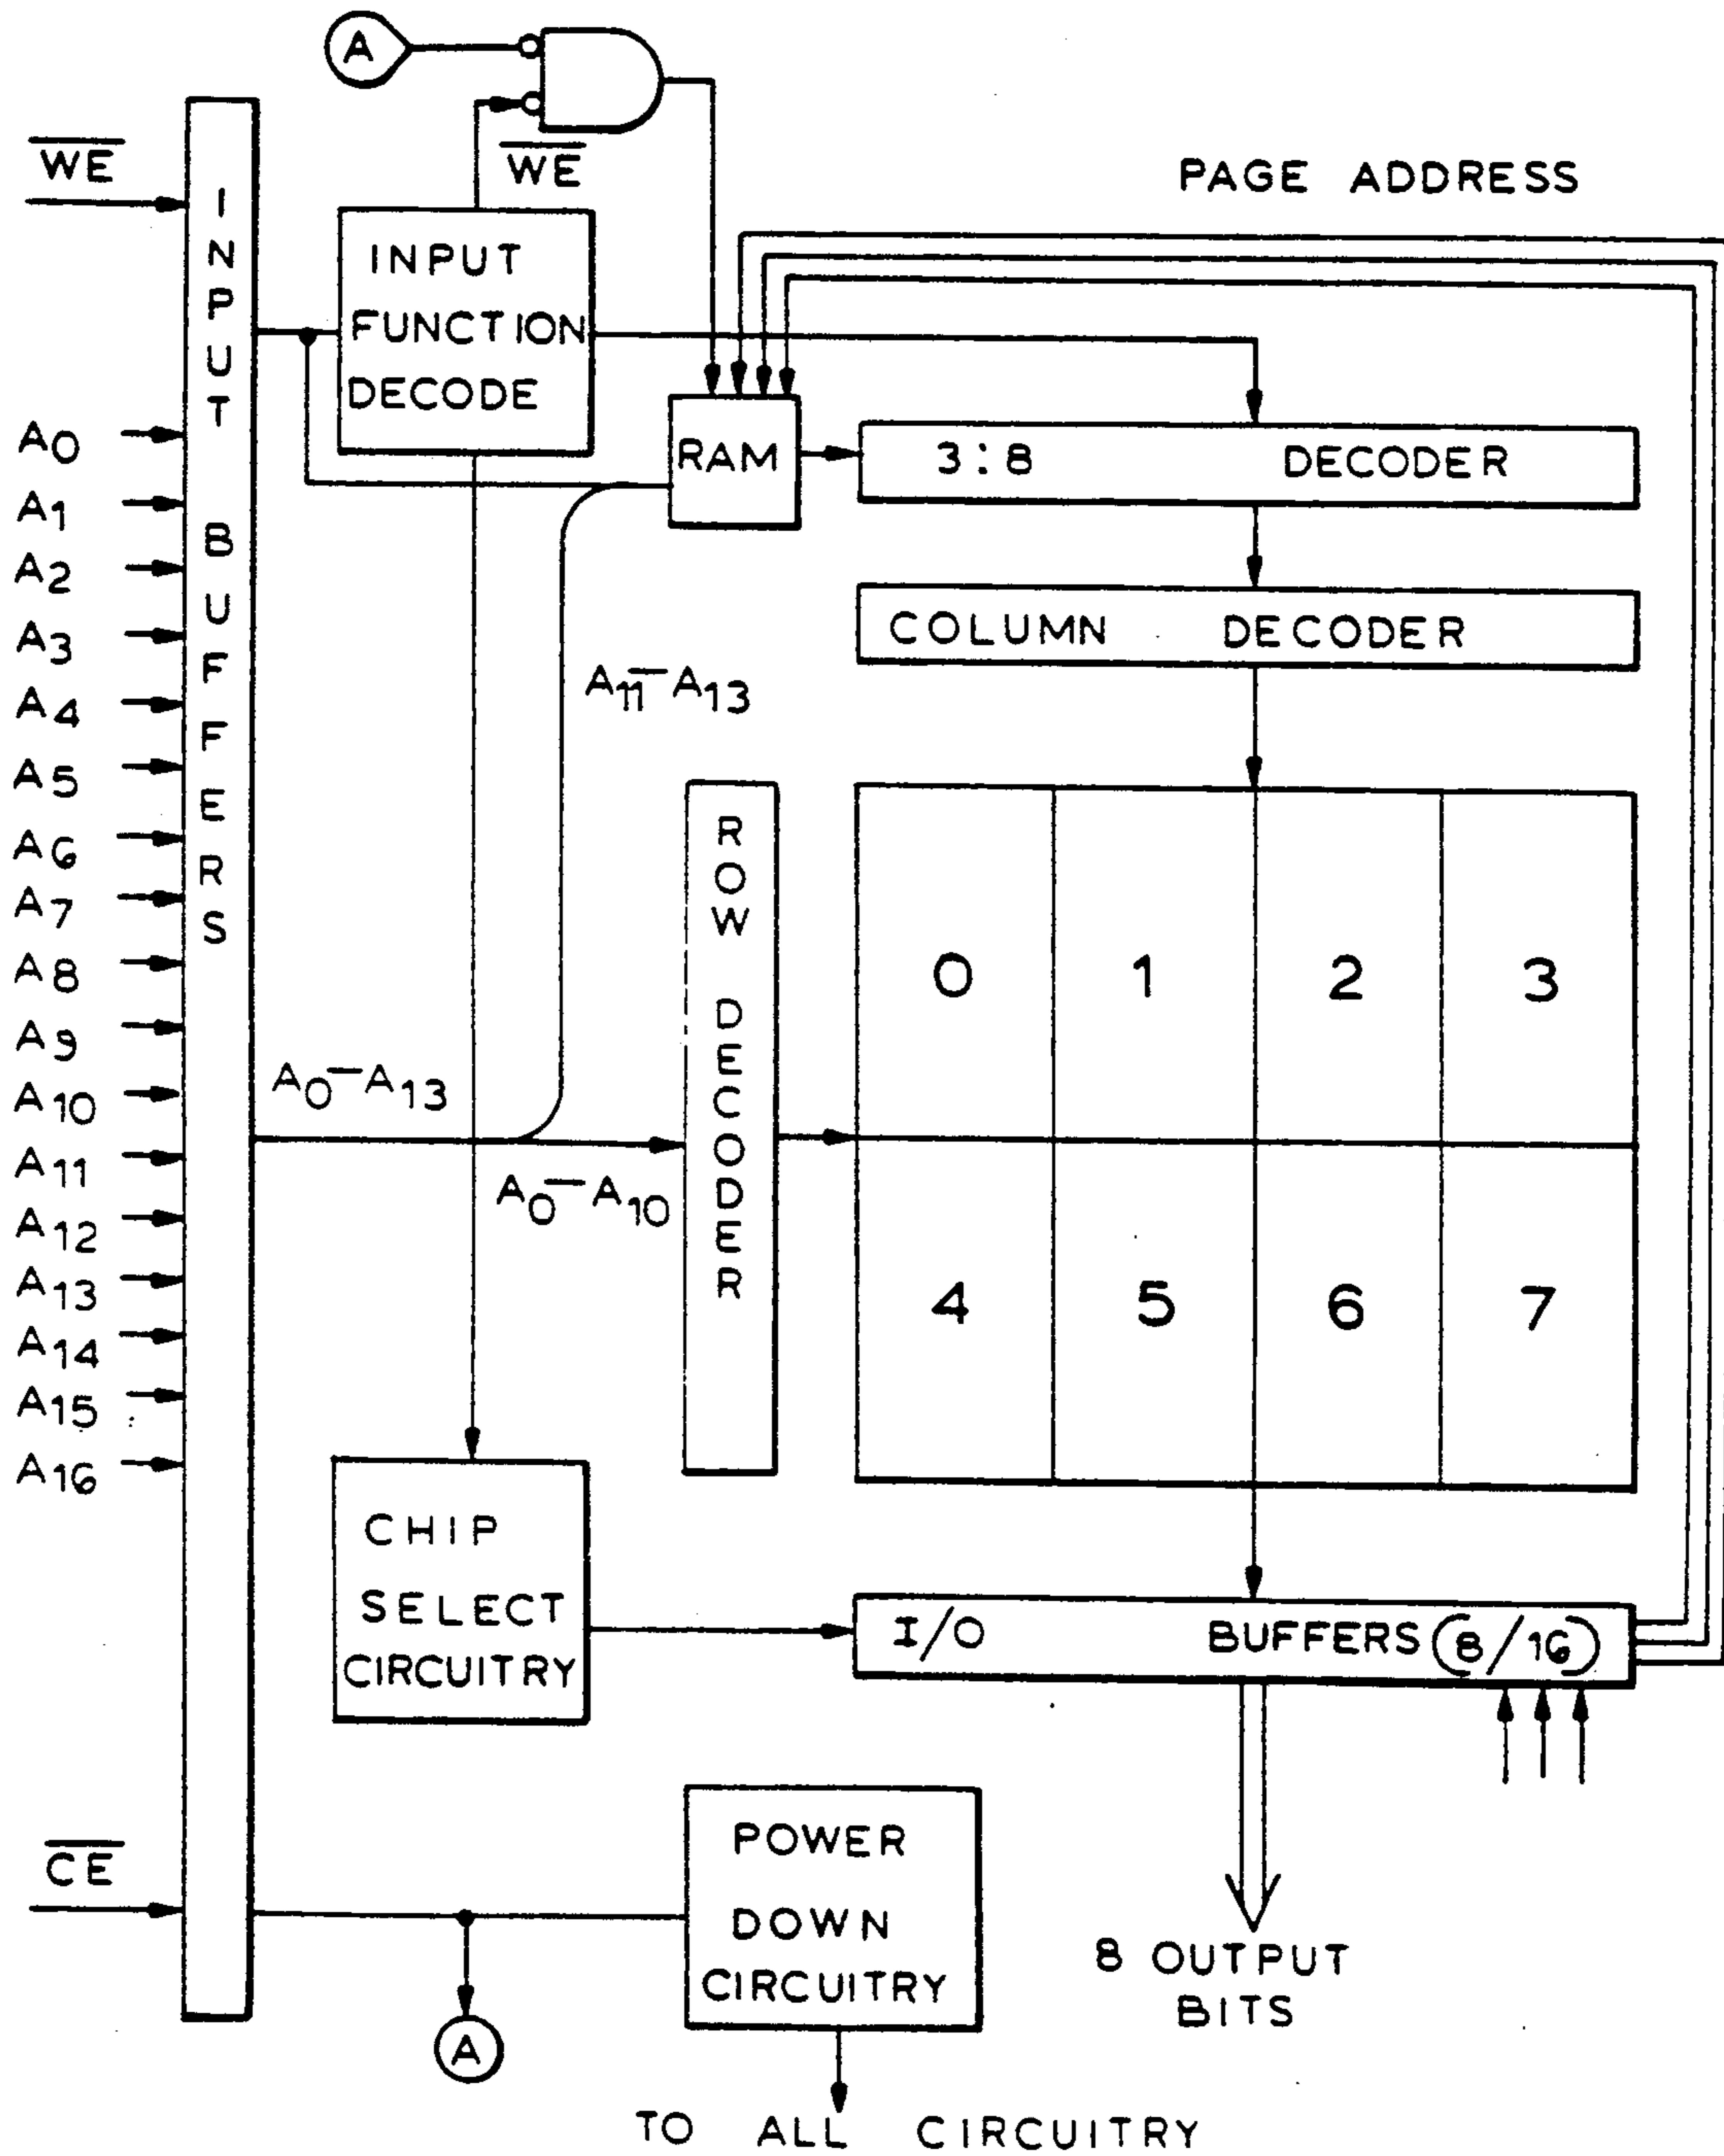 A
WE
WE
PAGE ADDRESS
INPUT BUFFERS
INPUT
FUNCTION
DECODE
RAM
3:8 DECODER
COLUMN DECODER
A0
A1
A2
A3
A4
A5
A6
A7
A8
A9
A10
A11
A12
A13
A14
A15
A16
A11-A13
A0-A13
A0-A10
ROW DECODER
0 1 2 3
4 5 6 7
CHIP
SELECT
CIRCUITRY
I/O BUFFERS (8/16)
CE
POWER
DOWN
CIRCUITRY
A
8 OUTPUT
BITS
TO ALL CIRCUITRY